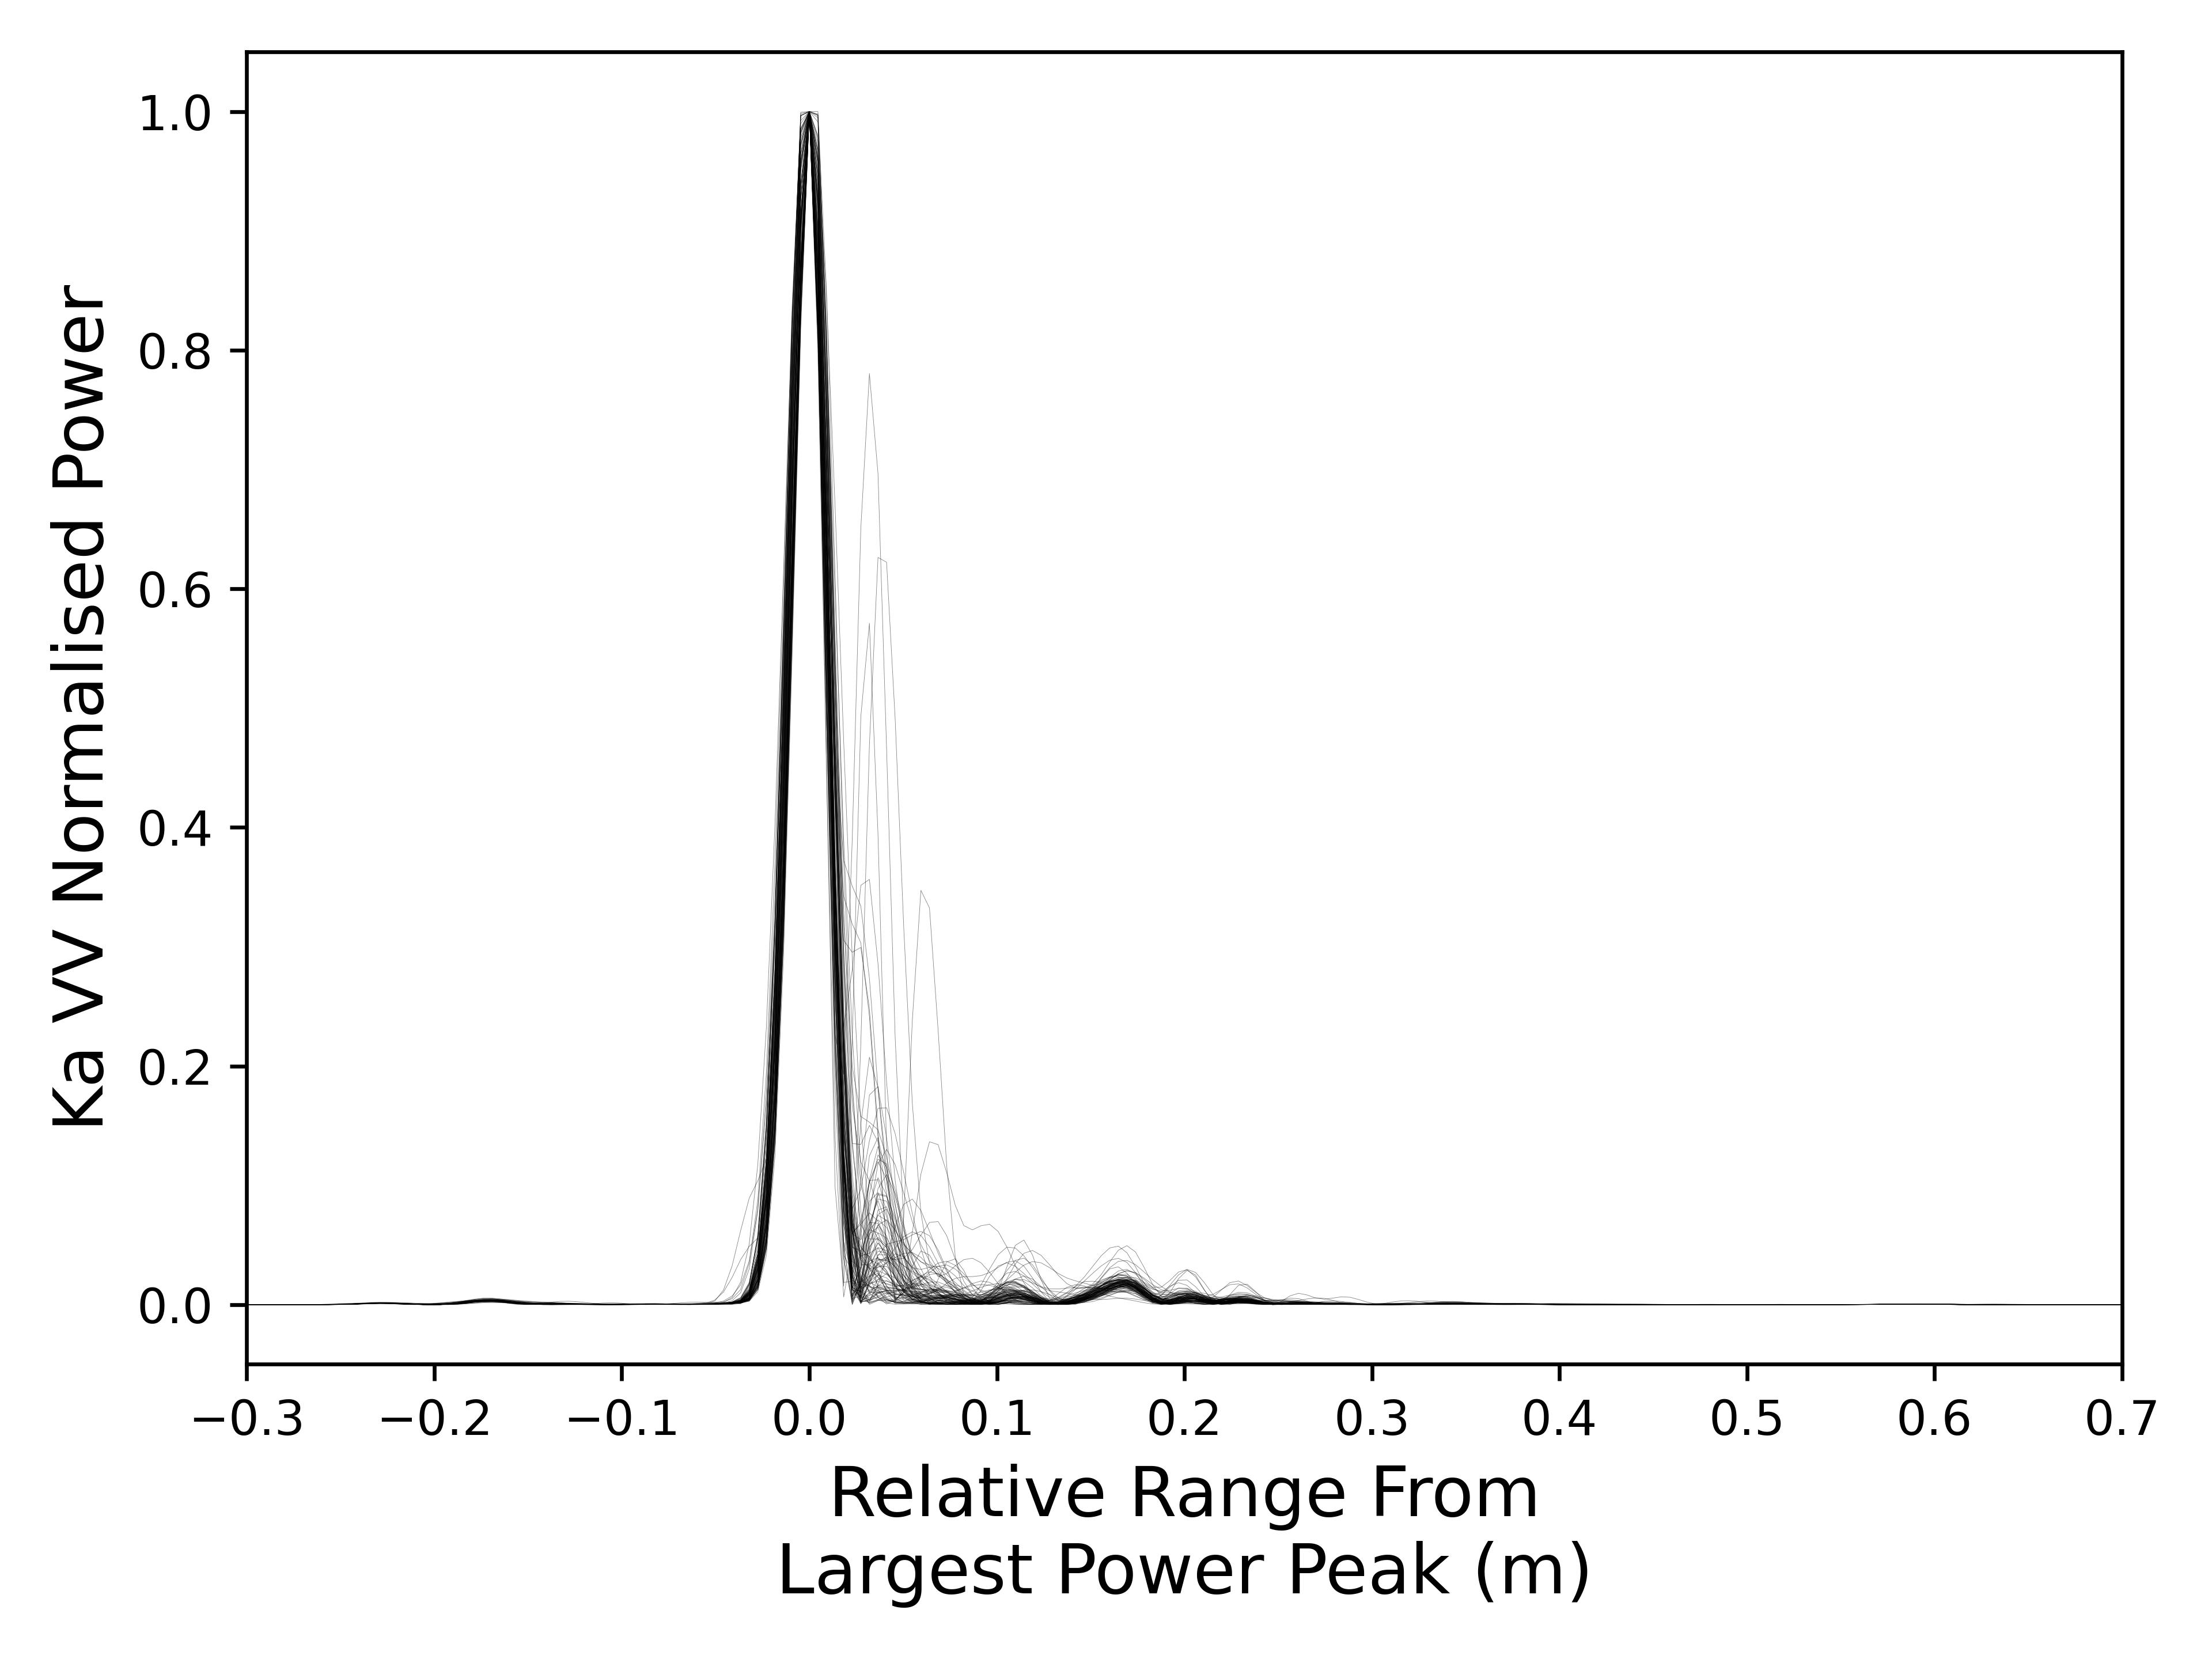 Ka VV Normalised Power
1.0
0.8
0.6
0.4
0.2
0.0
−0.3 −0.2 −0.1 0.0 0.1 0.2 0.3 0.4 0.5 0.6 0.7
Relative Range From
Largest Power Peak (m)